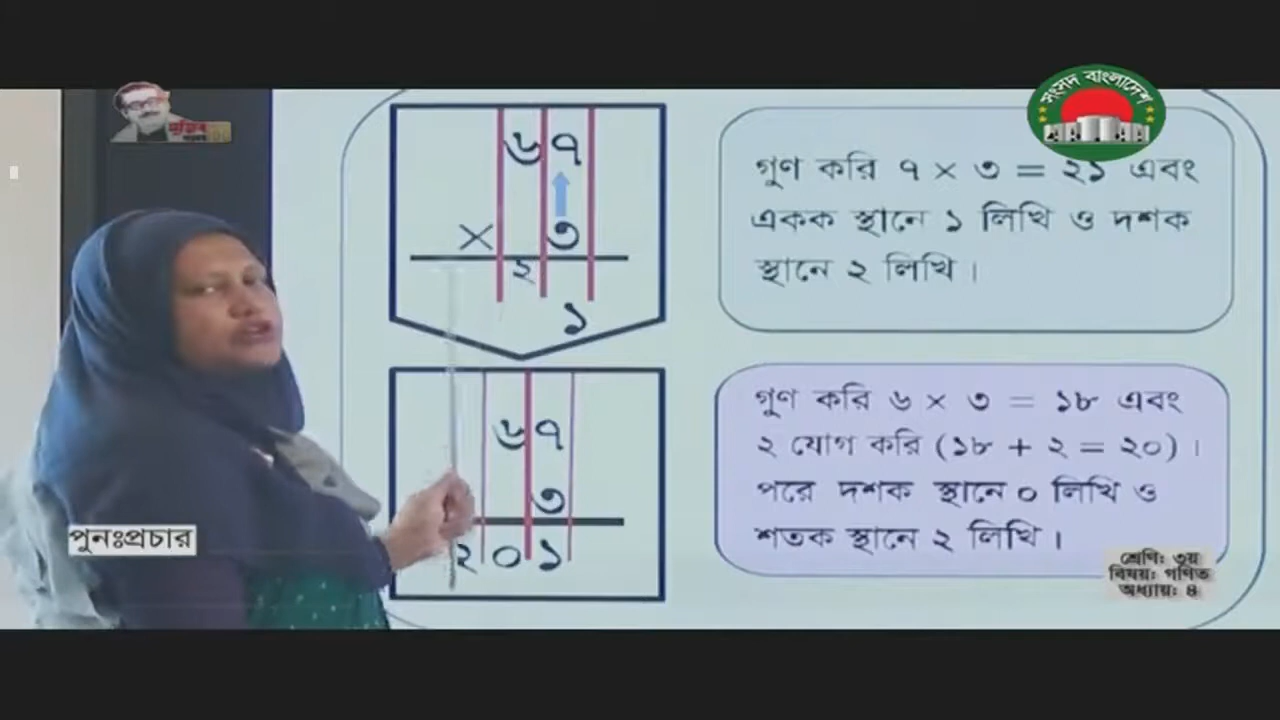 সংসদ বাংলাদেশ
৬৭
× ৩
২
১
গুণ করি ৭ × ৩ = ২১ এবং
একক স্থানে ১ লিখি ও দশক
স্থানে ২ লিখি।
৬৭
৩
২০১
গুণ করি ৬ × ৩ = ১৮ এবং
২ যোগ করি (১৮ + ২ = ২০)।
পরে দশক স্থানে ০ লিখি ও
শতক স্থানে ২ লিখি।
পুনঃপ্রচার
শ্রেণি: ৩য়
বিষয়: গণিত
অধ্যায়: ৪